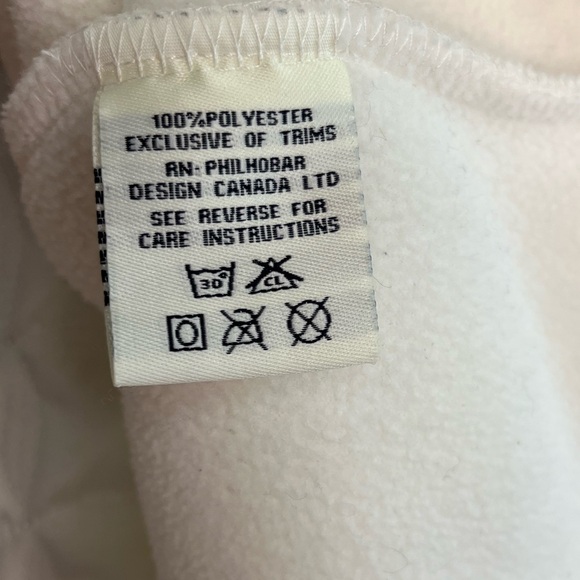 100%POLYESTER
EXCLUSIVE OF TRIMS
RN- PHILHOBAR
DESIGN CANADA LTD
SEE REVERSE FOR
CARE INSTRUCTIONS
30°
CL